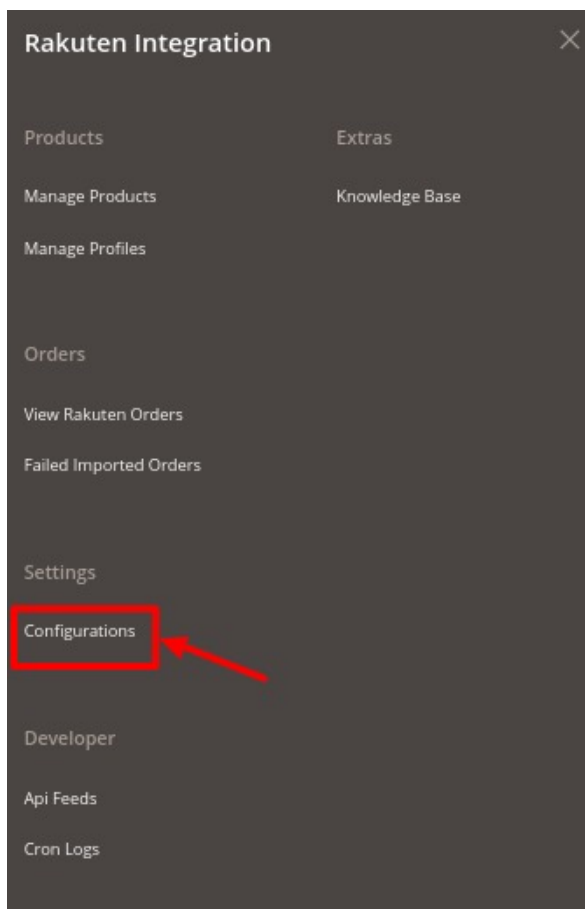 Rakuten Integration
Products
Manage Products
Manage Profiles
Extras
Knowledge Base
Orders
View Rakuten Orders
Failed Imported Orders
Settings
Configurations
Developer
Api Feeds
Cron Logs